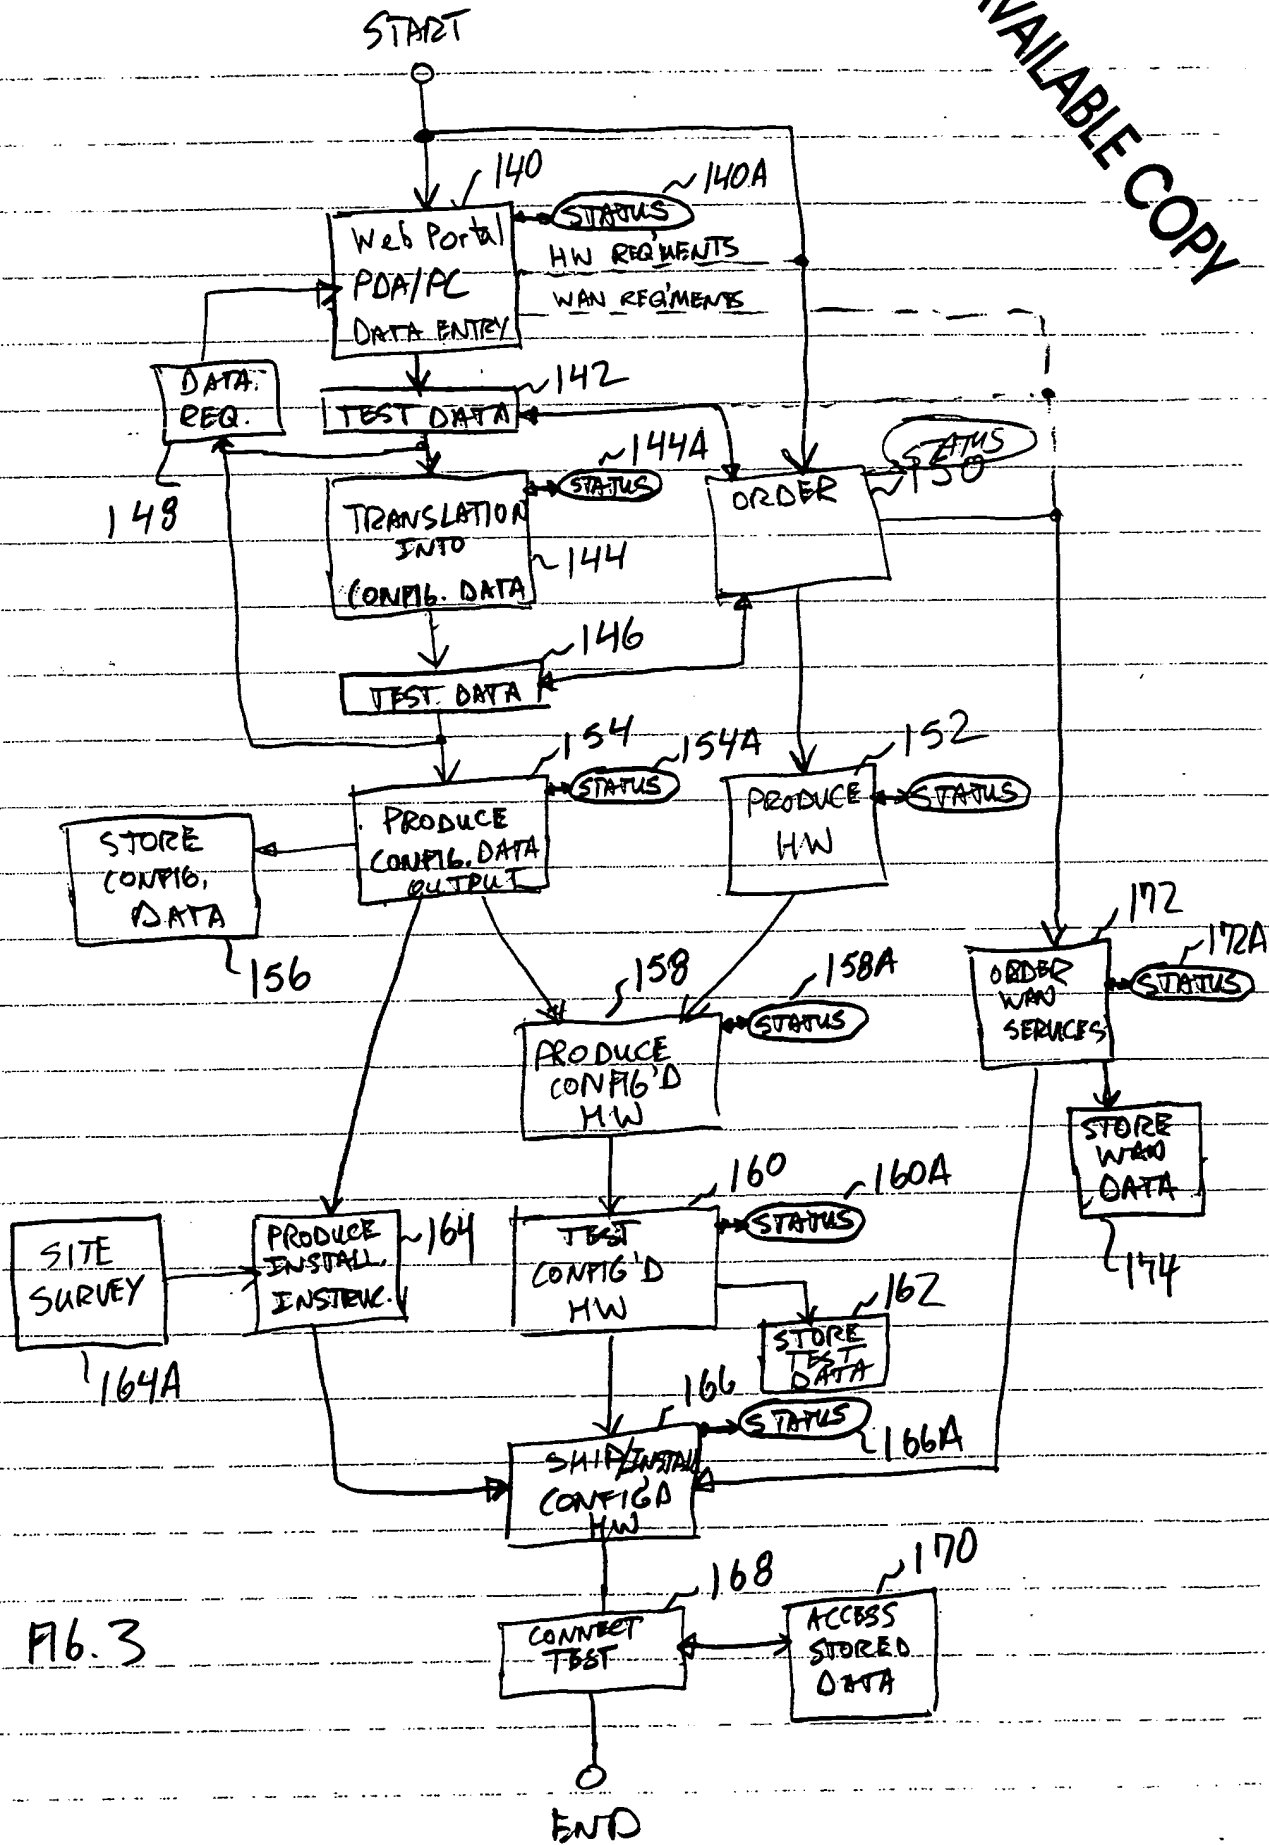 START
AVAILABLE COPY
140
140A
STATUS
Web Portal
PDA/PC
DATA ENTRY
HW REQ'MENTS
WAN REQ'MENTS
DATA.
REQ.
148
142
TEST DATA
144A
STATUS
TRANSLATION
INTO
CONFIG. DATA
144
STATUS
150
ORDER
146
TEST. DATA
154
154A
STATUS
PRODUCE
CONFIG. DATA
OUTPUT
152
STATUS
PRODUCE
HW
STORE
CONFIG.
DATA
156
158
158A
STATUS
PRODUCE
CONFIG'D
HW
172
172A
STATUS
ORDER
WAN
SERVICES
STORE
WAN
DATA
174
160
160A
STATUS
TEST
CONFIG'D
HW
162
STORE
TEST
DATA
SITE
SURVEY
164A
PRODUCE
INSTALL.
INSTRUC.
164
166
STATUS
166A
SHIP/INSTALL
CONFIG'D
HW
168
CONNECT
TEST
170
ACCESS
STORED
DATA
FIG. 3
END